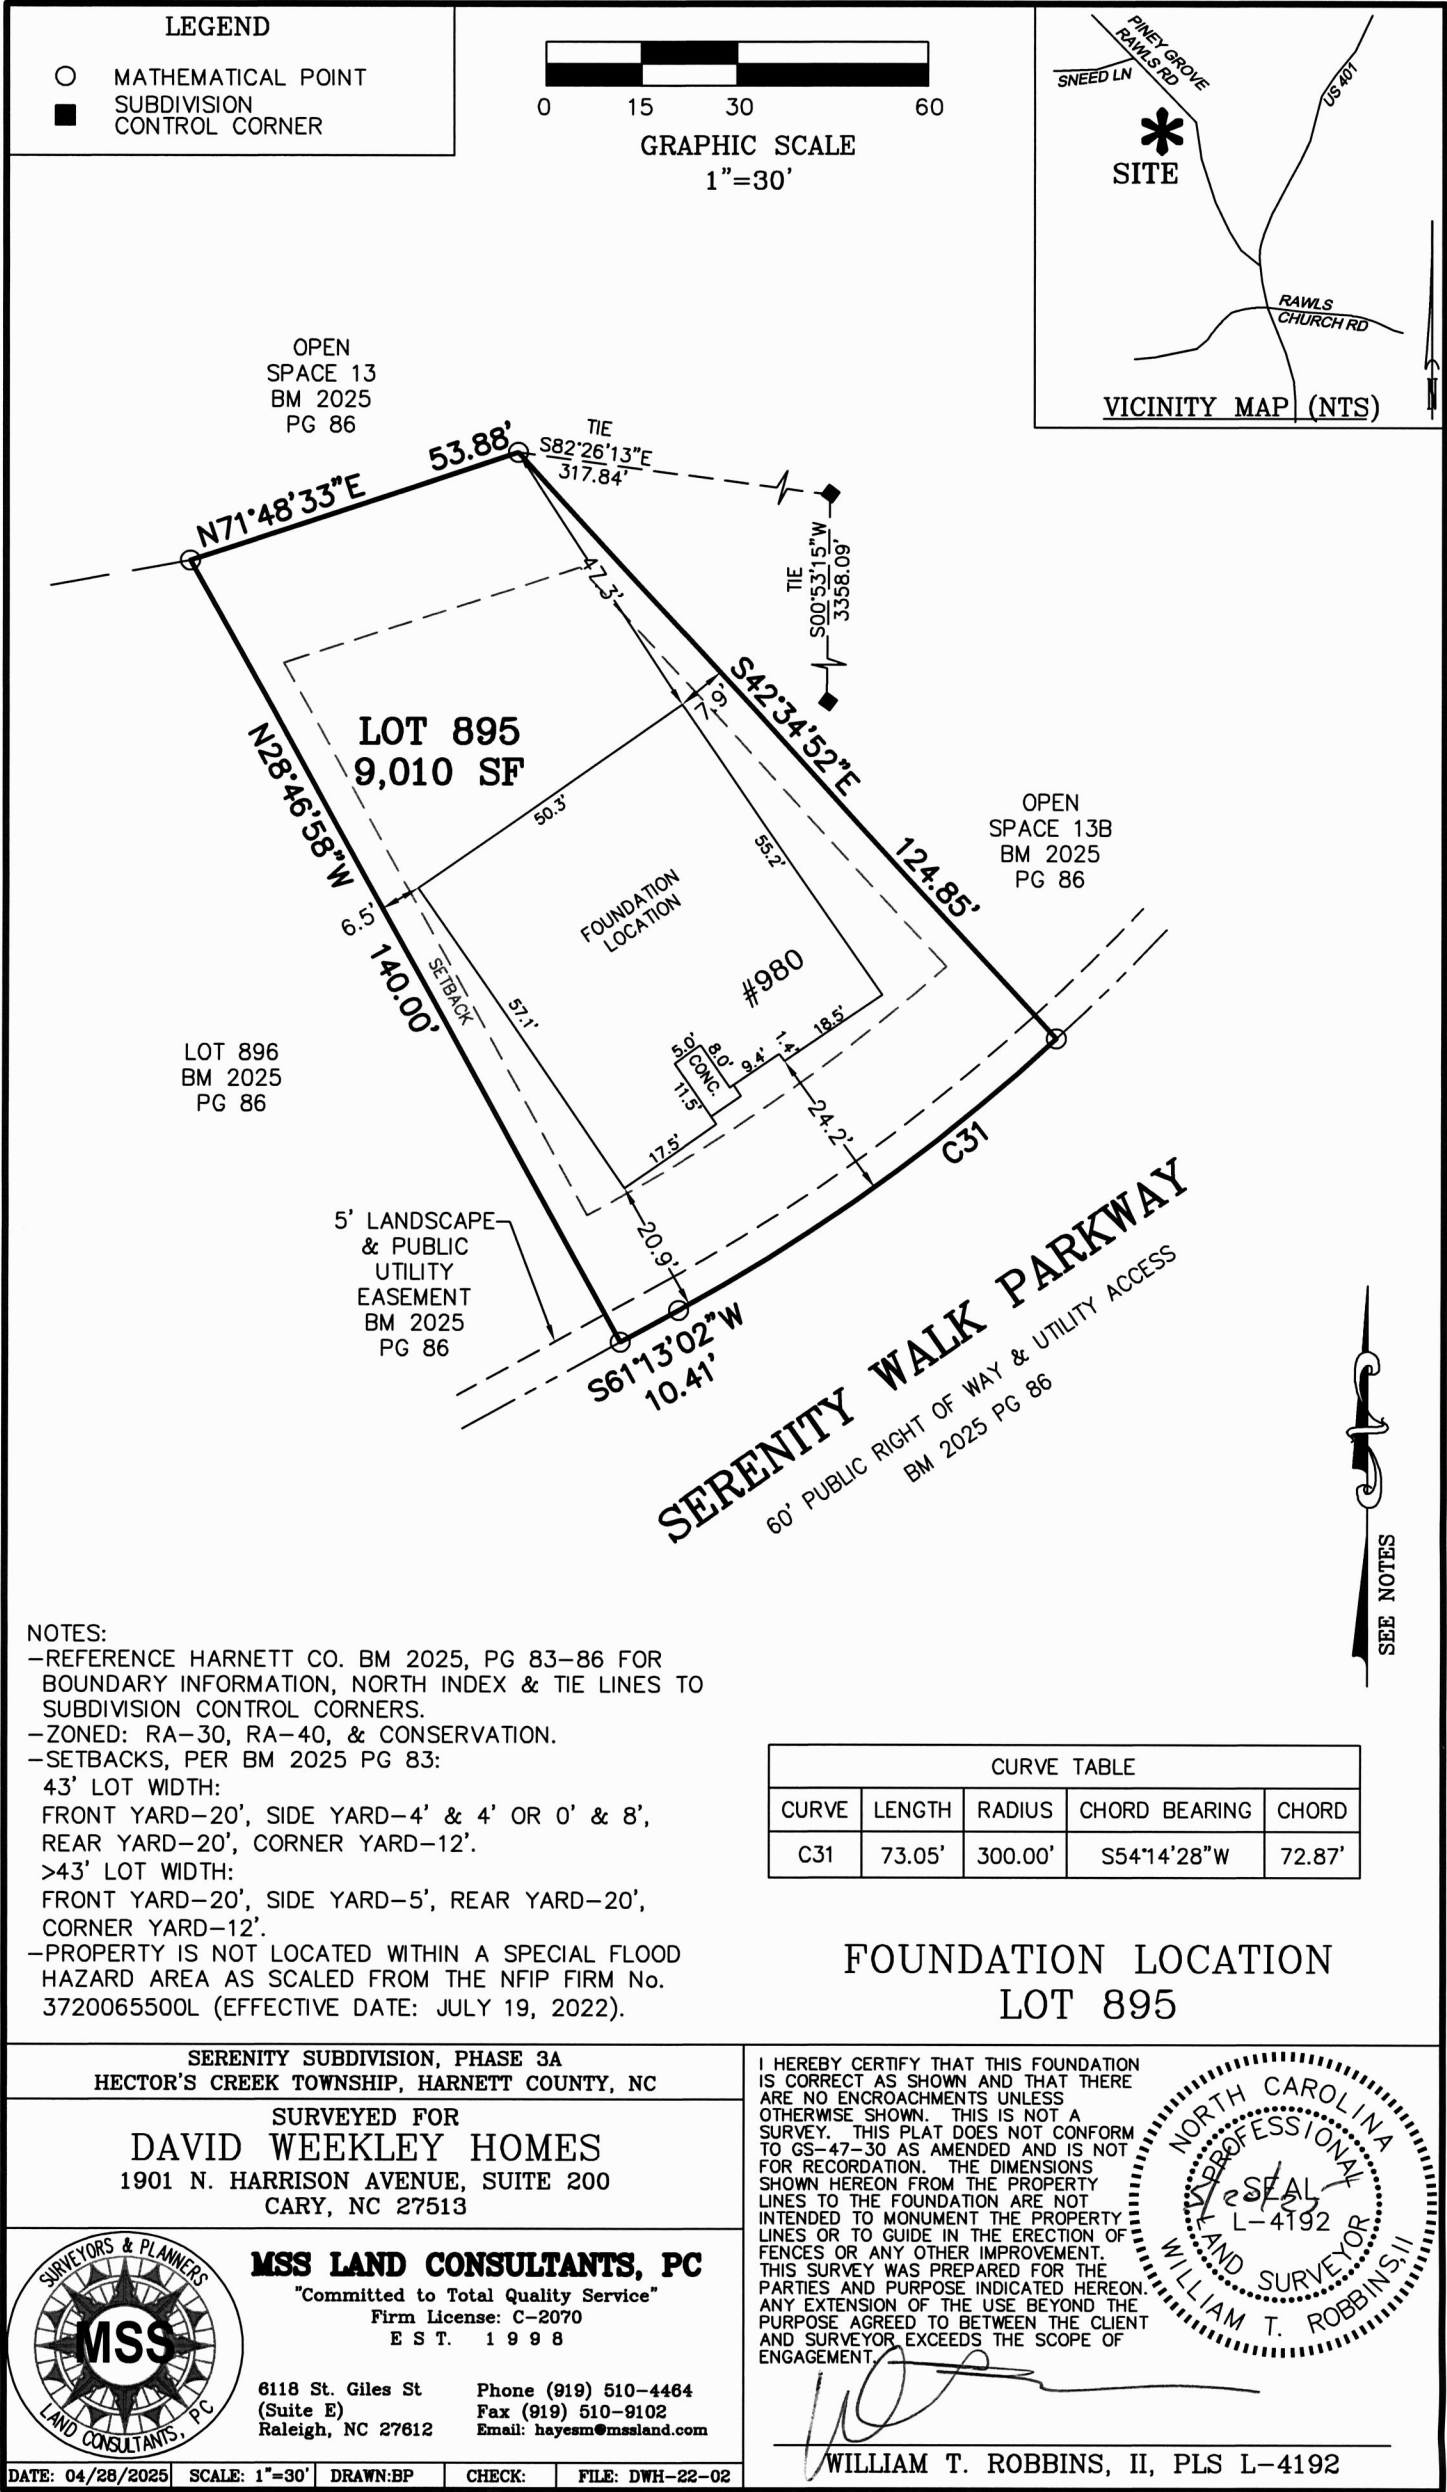 LEGEND
MATHEMATICAL POINT
SUBDIVISION
CONTROL CORNER
0 15 30 60
GRAPHIC SCALE
1"=30'
PINEY GROVE
RAWLS RD
SNEED LN
US 401
SITE
RAWLS
CHURCH RD
N
VICINITY MAP (NTS)
OPEN
SPACE 13
BM 2025
PG 86
N71°48'33"E 53.88'
TIE
S82°26'13"E
317.84'
TIE
S00°53'15"W
3358.09'
47.3'
7.9'
S42°34'52"E 124.85'
LOT 895
9,010 SF
N28°46'58"W 140.00'
50.3'
55.2'
6.5'
SETBACK
57.1'
FOUNDATION
LOCATION
#980
OPEN
SPACE 13B
BM 2025
PG 86
LOT 896
BM 2025
PG 86
5.0'
8.0'
CONC.
11.5'
9.4'
1.4'
18.5'
17.5'
24.2'
20.9'
C31
5' LANDSCAPE
& PUBLIC
UTILITY
EASEMENT
BM 2025
PG 86
S61°13'02"W
10.41'
SERENITY WALK PARKWAY
60' PUBLIC RIGHT OF WAY & UTILITY ACCESS
BM 2025 PG 86
SEE NOTES
NOTES:
-REFERENCE HARNETT CO. BM 2025, PG 83-86 FOR
BOUNDARY INFORMATION, NORTH INDEX & TIE LINES TO
SUBDIVISION CONTROL CORNERS.
-ZONED: RA-30, RA-40, & CONSERVATION.
-SETBACKS, PER BM 2025 PG 83:
43' LOT WIDTH:
FRONT YARD-20', SIDE YARD-4' & 4' OR 0' & 8',
REAR YARD-20', CORNER YARD-12'.
>43' LOT WIDTH:
FRONT YARD-20', SIDE YARD-5', REAR YARD-20',
CORNER YARD-12'.
-PROPERTY IS NOT LOCATED WITHIN A SPECIAL FLOOD
HAZARD AREA AS SCALED FROM THE NFIP FIRM No.
3720065500L (EFFECTIVE DATE: JULY 19, 2022).
CURVE TABLE
CURVE LENGTH RADIUS CHORD BEARING CHORD
C31 73.05' 300.00' S54°14'28"W 72.87'
FOUNDATION LOCATION
LOT 895
SERENITY SUBDIVISION, PHASE 3A
HECTOR'S CREEK TOWNSHIP, HARNETT COUNTY, NC
SURVEYED FOR
DAVID WEEKLEY HOMES
1901 N. HARRISON AVENUE, SUITE 200
CARY, NC 27513
SURVEYORS & PLANNERS
MSS
LAND CONSULTANTS, PC
MSS LAND CONSULTANTS, PC
"Committed to Total Quality Service"
Firm License: C-2070
EST. 1998
6118 St. Giles St
(Suite E)
Raleigh, NC 27612
Phone (919) 510-4464
Fax (919) 510-9102
Email: hayesm@mssland.com
DATE: 04/28/2025 SCALE: 1"=30' DRAWN:BP CHECK: FILE: DWH-22-02
I HEREBY CERTIFY THAT THIS FOUNDATION
IS CORRECT AS SHOWN AND THAT THERE
ARE NO ENCROACHMENTS UNLESS
OTHERWISE SHOWN. THIS IS NOT A
SURVEY. THIS PLAT DOES NOT CONFORM
TO GS-47-30 AS AMENDED AND IS NOT
FOR RECORDATION. THE DIMENSIONS
SHOWN HEREON FROM THE PROPERTY
LINES TO THE FOUNDATION ARE NOT
INTENDED TO MONUMENT THE PROPERTY
LINES OR TO GUIDE IN THE ERECTION OF
FENCES OR ANY OTHER IMPROVEMENT.
THIS SURVEY WAS PREPARED FOR THE
PARTIES AND PURPOSE INDICATED HEREON.
ANY EXTENSION OF THE USE BEYOND THE
PURPOSE AGREED TO BETWEEN THE CLIENT
AND SURVEYOR EXCEEDS THE SCOPE OF
ENGAGEMENT.
NORTH CAROLINA
PROFESSIONAL
SEAL
L-4192
LAND SURVEYOR
WILLIAM T. ROBBINS, II
WILLIAM T. ROBBINS, II, PLS L-4192